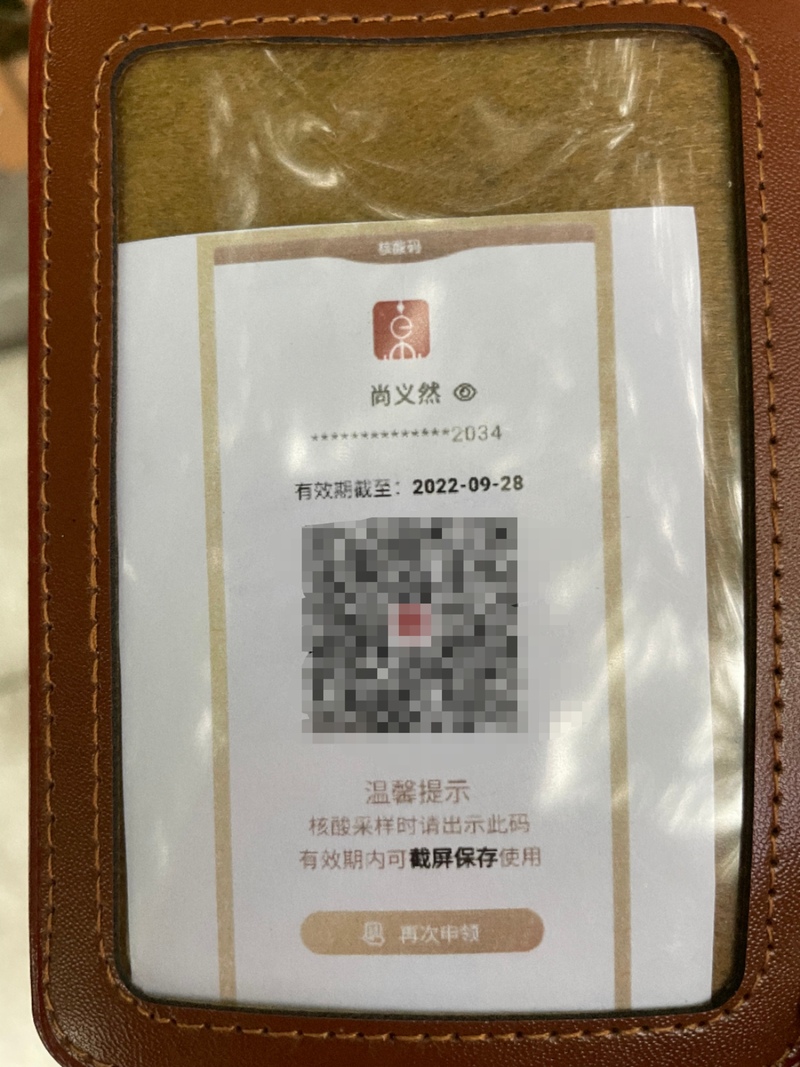 核酸码
尚义然
**************2034
有效期截至：2022-09-28
温馨提示
核酸采样时请出示此码
有效期内可截屏保存使用
再次申领